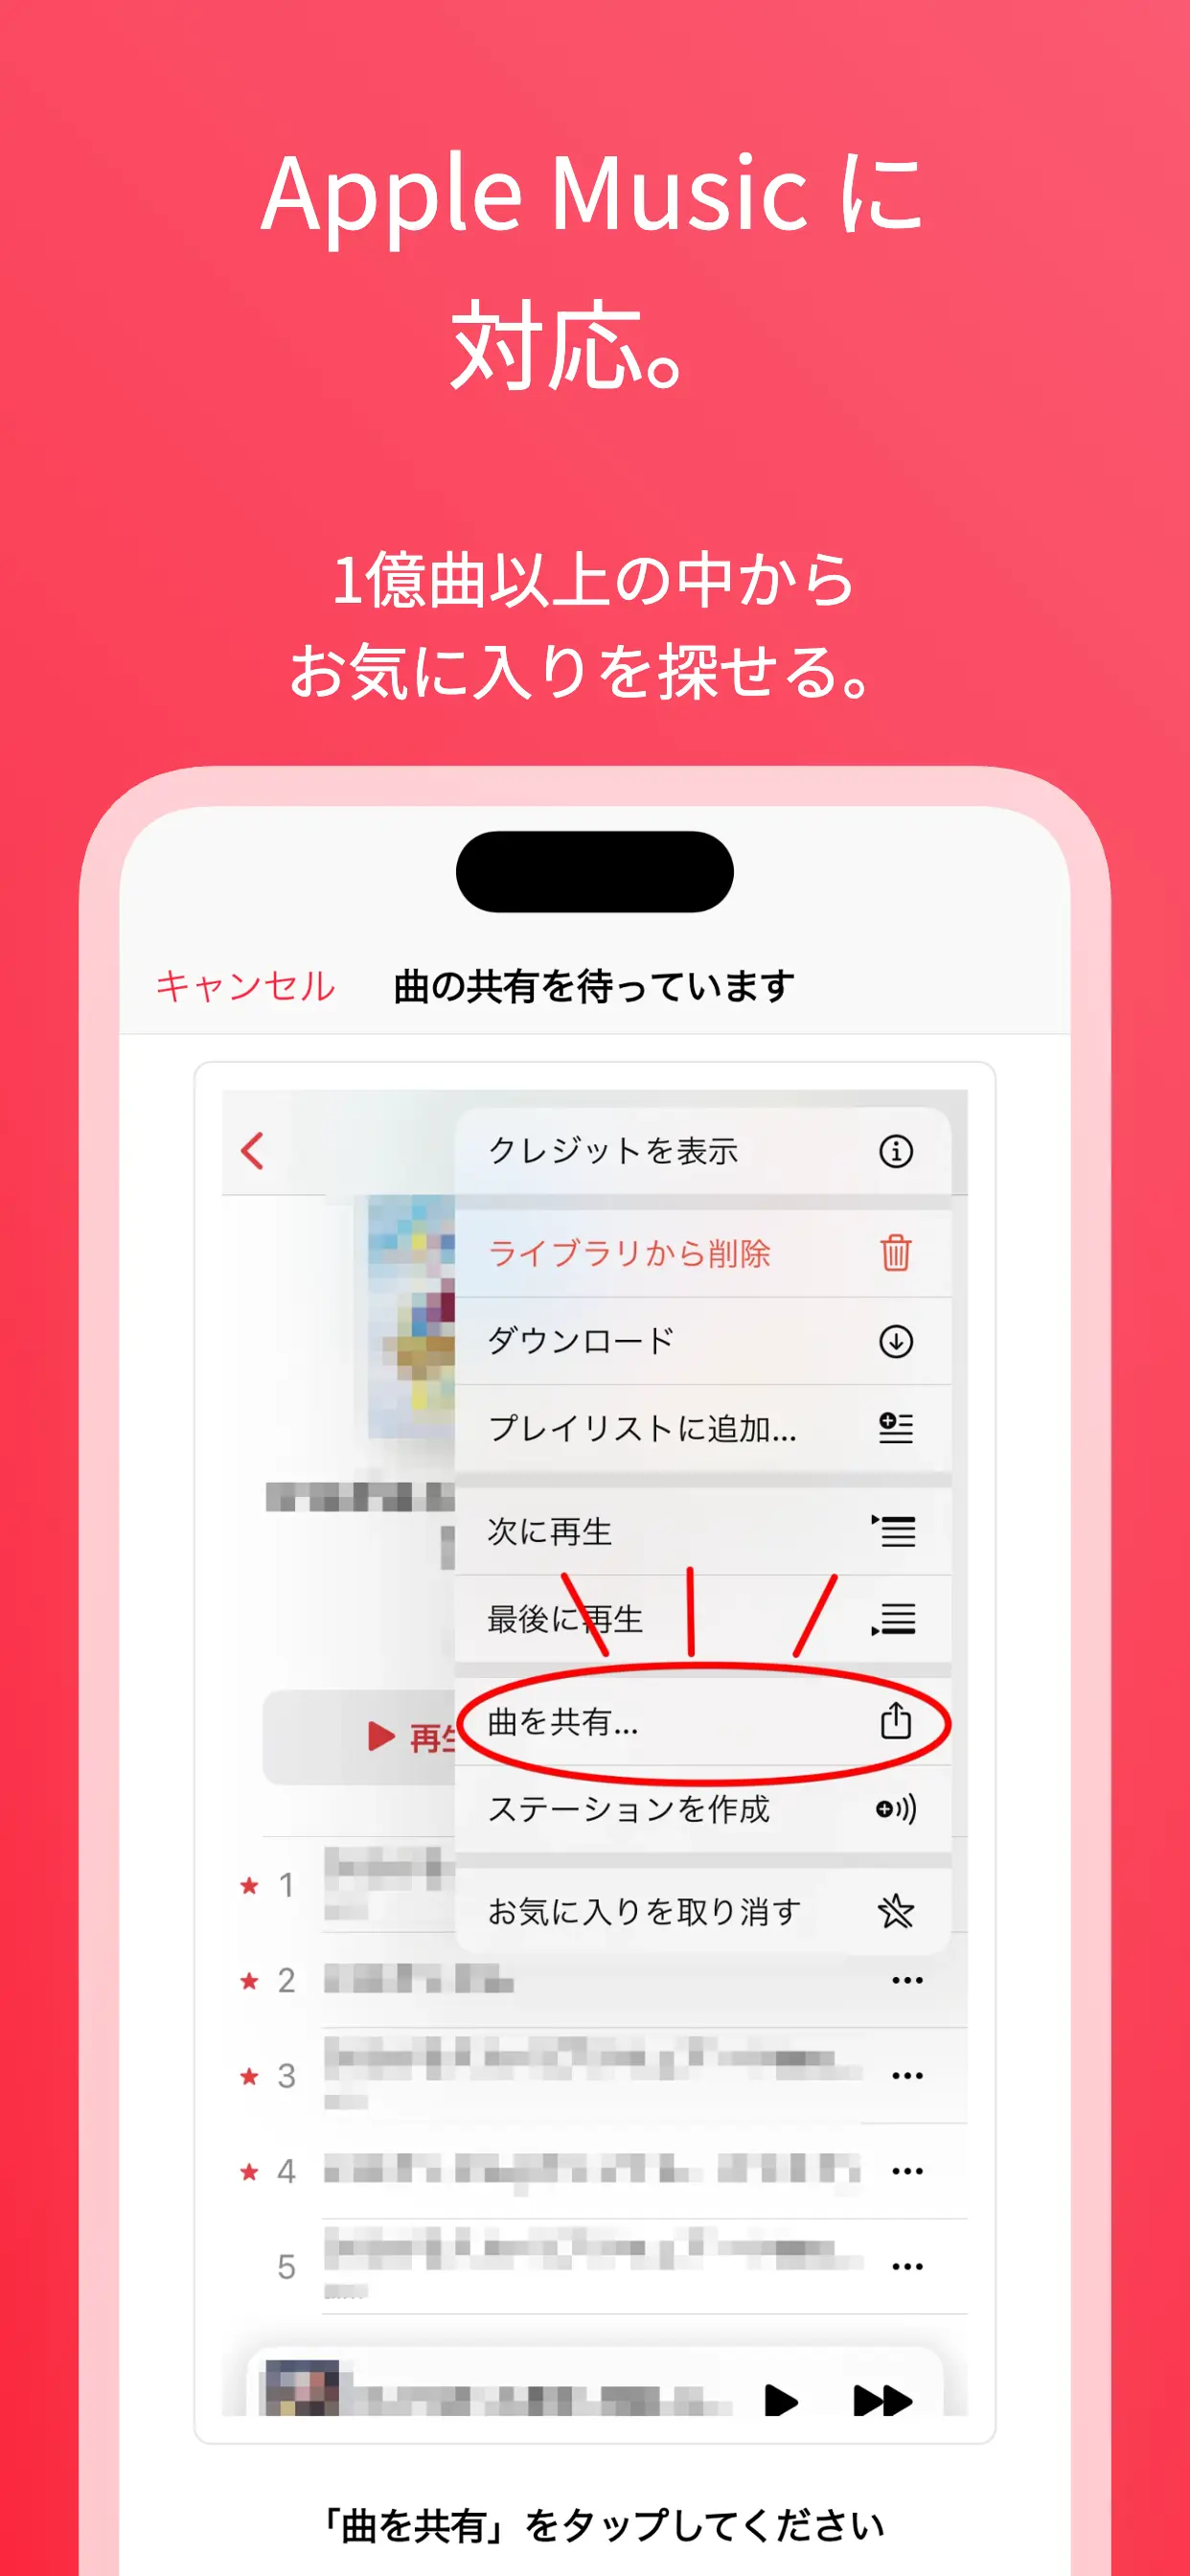 Apple Music に
対応。
1億曲以上の中から
お気に入りを探せる。
キャンセル
曲の共有を待っています
クレジットを表示
ライブラリから削除
ダウンロード
プレイリストに追加...
次に再生
最後に再生
曲を共有...
再生
ステーションを作成
お気に入りを取り消す
1
2
3
4
5
「曲を共有」をタップしてください